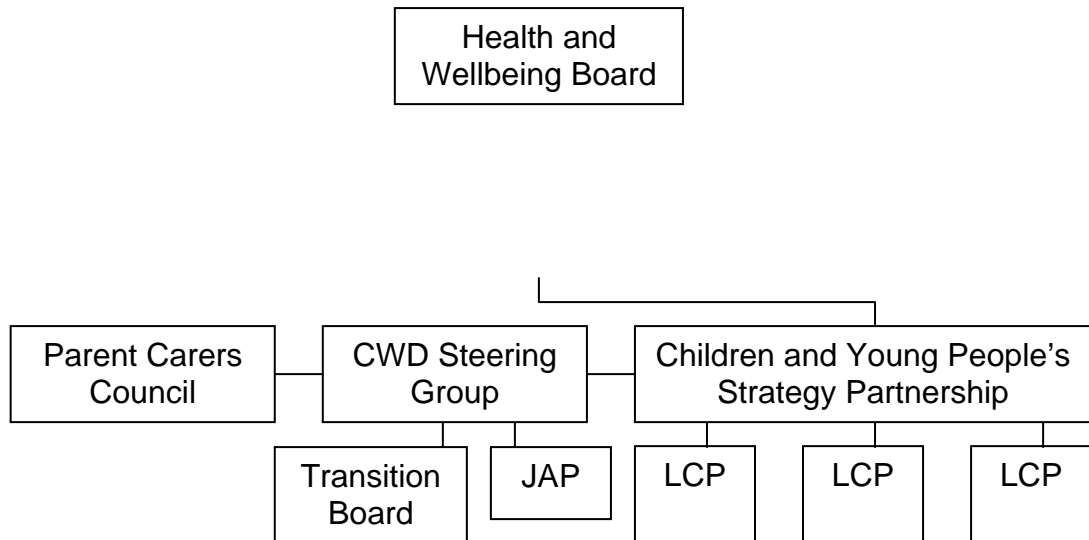 Health and
Wellbeing Board
Parent Carers
Council
CWD Steering
Group
Children and Young People's
Strategy Partnership
Transition
Board
JAP
LCP
LCP
LCP